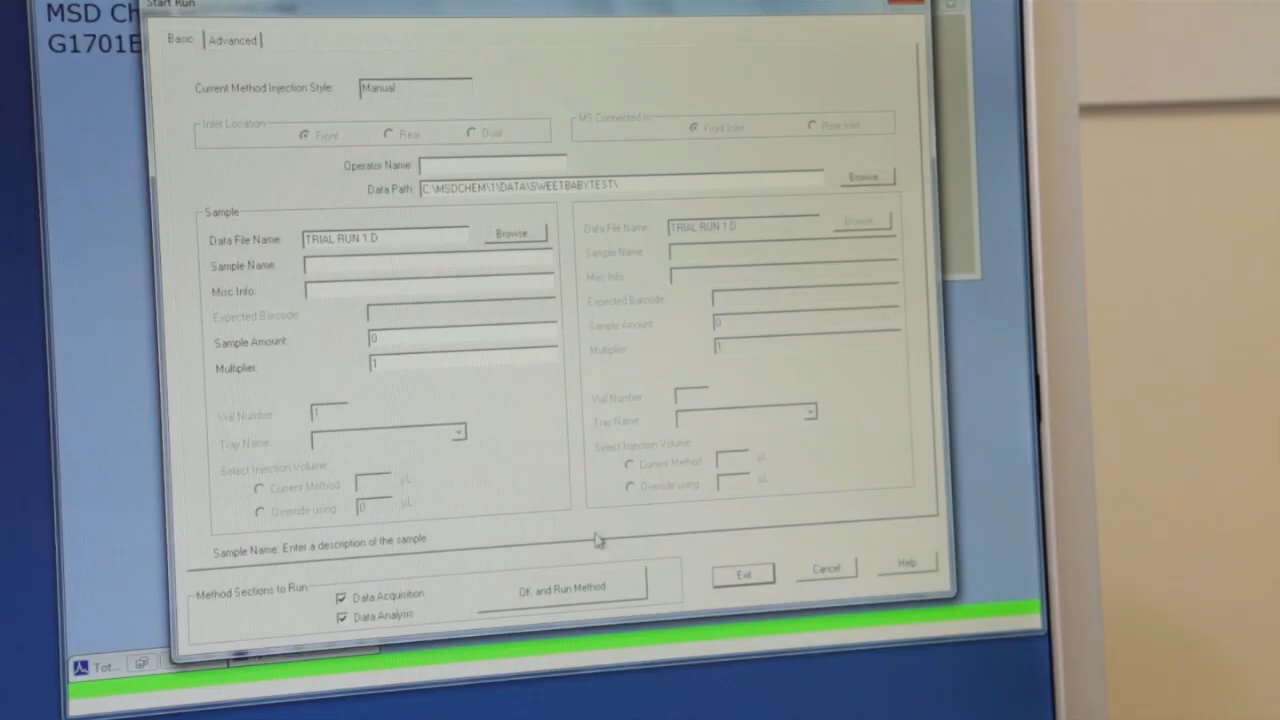 MSD Ch
G1701E
Start Run
Basic Advanced
Current Method Injection Style: Manual
Inlet Location Front Rear Dual
MS Connected to Front Inlet Rear Inlet
Operator Name:
Data Path: C:\MSDCHEM\1\DATA\SWEETBABYTEST\ Browse
Sample
Data File Name: TRIAL RUN 1.D Browse...
Sample Name:
Misc Info:
Expected Barcode:
Sample Amount: 0
Multiplier: 1
Vial Number 1
Tray Name:
Select Injection Volume:
Current Method µL
Override using 0 µL
Data File Name: TRIAL RUN 1.D Browse...
Sample Name:
Misc Info:
Expected Barcode:
Sample Amount: 0
Multiplier: 1
Vial Number
Tray Name:
Select Injection Volume:
Current Method µL
Override using µL
Sample Name: Enter a description of the sample
Method Sections to Run
Data Acquisition
Data Analysis
OK and Run Method Exit Cancel Help
Tot...